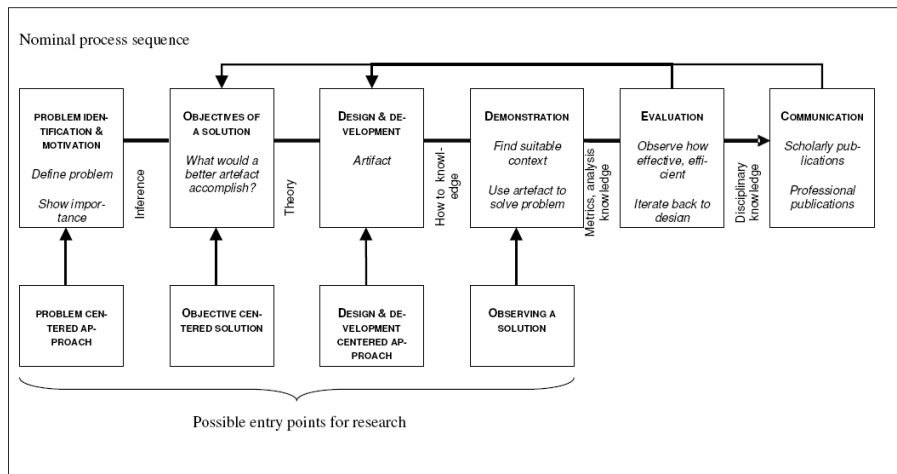 Nominal process sequence
PROBLEM IDEN-
TIFICATION &
MOTIVATION
Define problem
Show impor-
tance
Inference
OBJECTIVES OF
A SOLUTION
What would a
better artefact
accomplish?
Theory
DESIGN & DE-
VELOPMENT
Artifact
How to knowl-
edge
DEMONSTRATION
Find suitable
context
Use artefact to
solve problem
Metrics, analysis
knowledge
EVALUATION
Observe how
effective, effi-
cient
Iterate back to
design
Disciplinary
knowledge
COMMUNICATION
Scholarly pub-
lications
Professional
publications
PROBLEM CEN-
TERED AP-
PROACH
OBJECTIVE CEN-
TERED SOLUTION
DESIGN & DE-
VELOPMENT
CENTERED AP-
PROACH
OBSERVING A
SOLUTION
Possible entry points for research